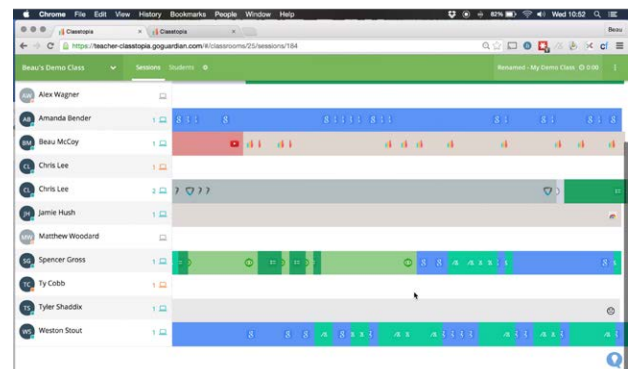 Chrome File Edit View History Bookmarks People Window Help 82% Wed 10:52
Classtopia × Classtopia × Beau
https://teacher-classtopia.goguardian.com/#/classrooms/25/sessions/184
Beau's Demo Class Sessions Students Renamed - My Demo Class 0:00
AW Alex Wagner
AB Amanda Bender 1
BM Beau McCoy 1
CL Chris Lee 1
CL Chris Lee 2
JH Jamie Hush 1
MW Matthew Woodard
SG Spencer Gross 1
TC Ty Cobb 1
TS Tyler Shaddix 1
WS Weston Stout 1